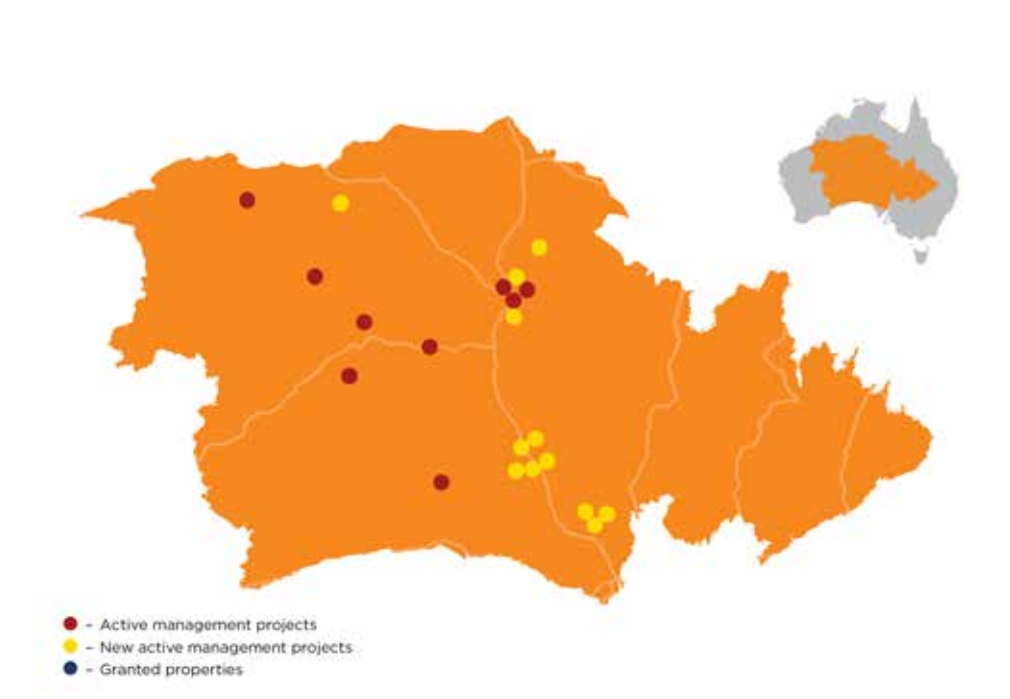 – Active management projects
– New active management projects
– Granted properties